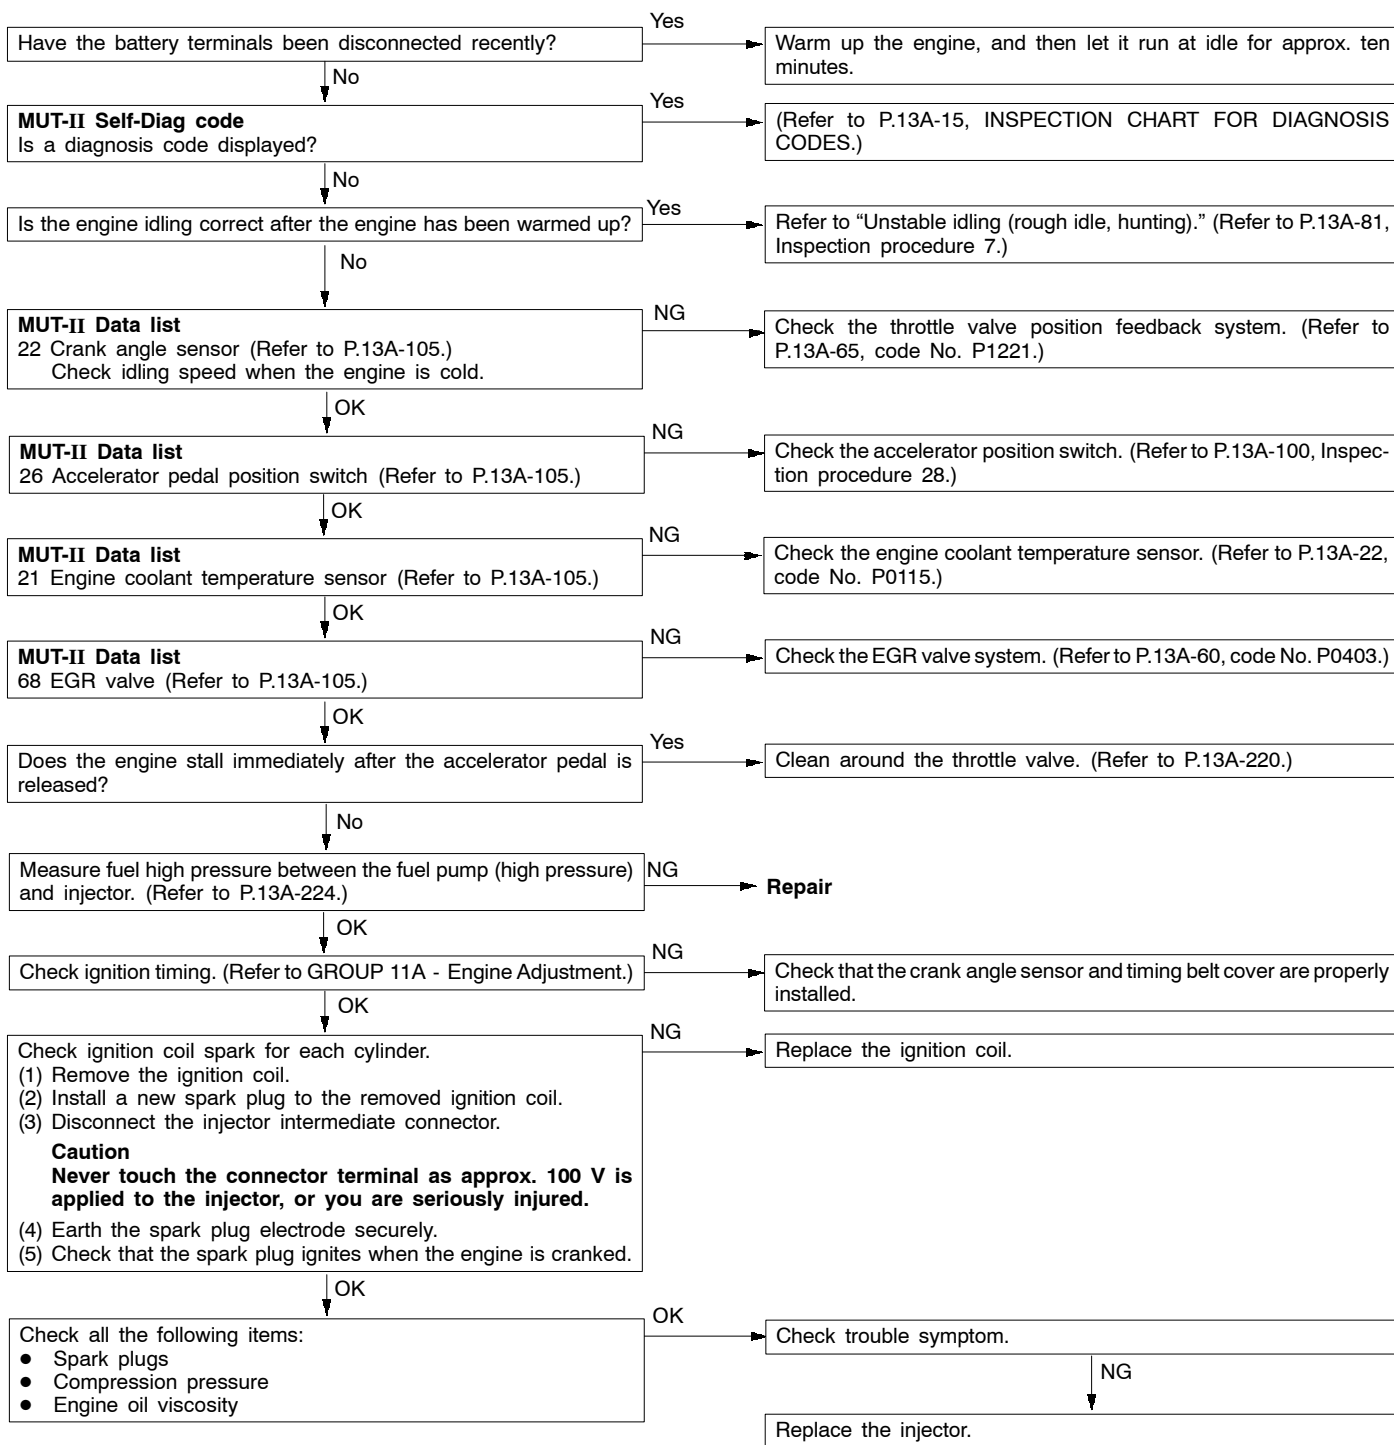 Yes
Have the battery terminals been disconnected recently?
Warm up the engine, and then let it run at idle for approx. ten
minutes.
No
Yes
MUT-II Self-Diag code
Is a diagnosis code displayed?
(Refer to P.13A-15, INSPECTION CHART FOR DIAGNOSIS
CODES.)
No
Yes
Is the engine idling correct after the engine has been warmed up?
Refer to “Unstable idling (rough idle, hunting).” (Refer to P.13A-81,
Inspection procedure 7.)
No
NG
MUT-II Data list
22 Crank angle sensor (Refer to P.13A-105.)
Check idling speed when the engine is cold.
Check the throttle valve position feedback system. (Refer to
P.13A-65, code No. P1221.)
OK
NG
MUT-II Data list
26 Accelerator pedal position switch (Refer to P.13A-105.)
Check the accelerator position switch. (Refer to P.13A-100, Inspec-
tion procedure 28.)
OK
NG
MUT-II Data list
21 Engine coolant temperature sensor (Refer to P.13A-105.)
Check the engine coolant temperature sensor. (Refer to P.13A-22,
code No. P0115.)
OK
NG
MUT-II Data list
68 EGR valve (Refer to P.13A-105.)
Check the EGR valve system. (Refer to P.13A-60, code No. P0403.)
OK
Yes
Does the engine stall immediately after the accelerator pedal is
released?
Clean around the throttle valve. (Refer to P.13A-220.)
No
Measure fuel high pressure between the fuel pump (high pressure)
and injector. (Refer to P.13A-224.)
NG
Repair
OK
NG
Check ignition timing. (Refer to GROUP 11A - Engine Adjustment.)
Check that the crank angle sensor and timing belt cover are properly
installed.
OK
NG
Check ignition coil spark for each cylinder.
(1) Remove the ignition coil.
(2) Install a new spark plug to the removed ignition coil.
(3) Disconnect the injector intermediate connector.
Caution
Never touch the connector terminal as approx. 100 V is
applied to the injector, or you are seriously injured.
(4) Earth the spark plug electrode securely.
(5) Check that the spark plug ignites when the engine is cranked.
Replace the ignition coil.
OK
OK
Check all the following items:
● Spark plugs
● Compression pressure
● Engine oil viscosity
Check trouble symptom.
NG
Replace the injector.